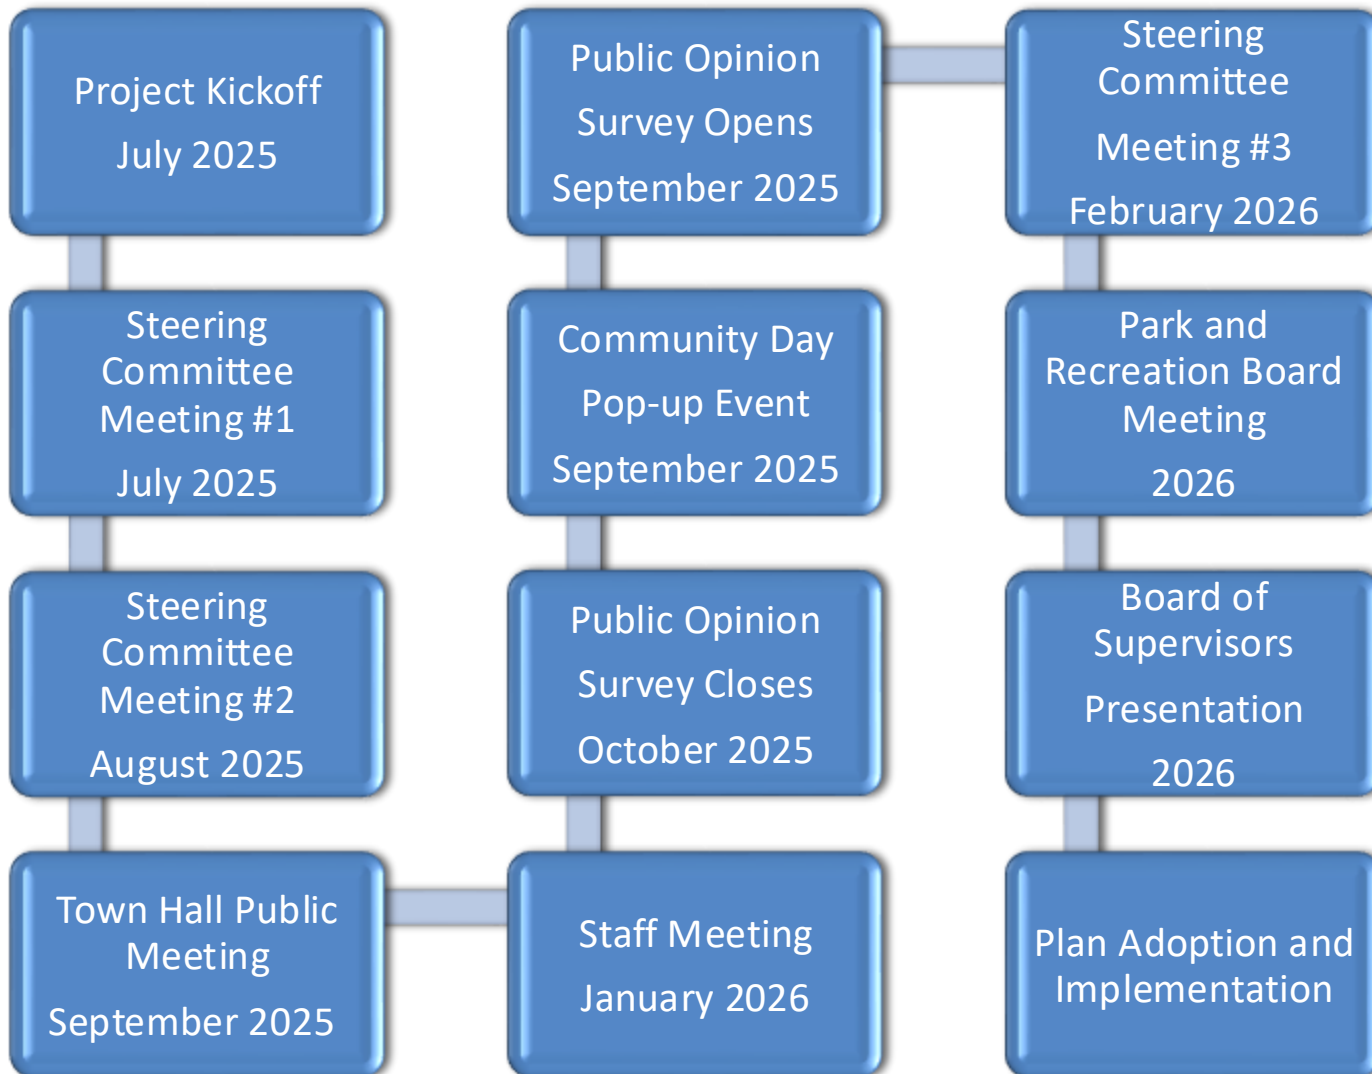 Project Kickoff
July 2025
Steering
Committee
Meeting #1
July 2025
Steering
Committee
Meeting #2
August 2025
Town Hall Public
Meeting
September 2025
Public Opinion
Survey Opens
September 2025
Community Day
Pop-up Event
September 2025
Public Opinion
Survey Closes
October 2025
Staff Meeting
January 2026
Steering
Committee
Meeting #3
February 2026
Park and
Recreation Board
Meeting
2026
Board of
Supervisors
Presentation
2026
Plan Adoption and
Implementation